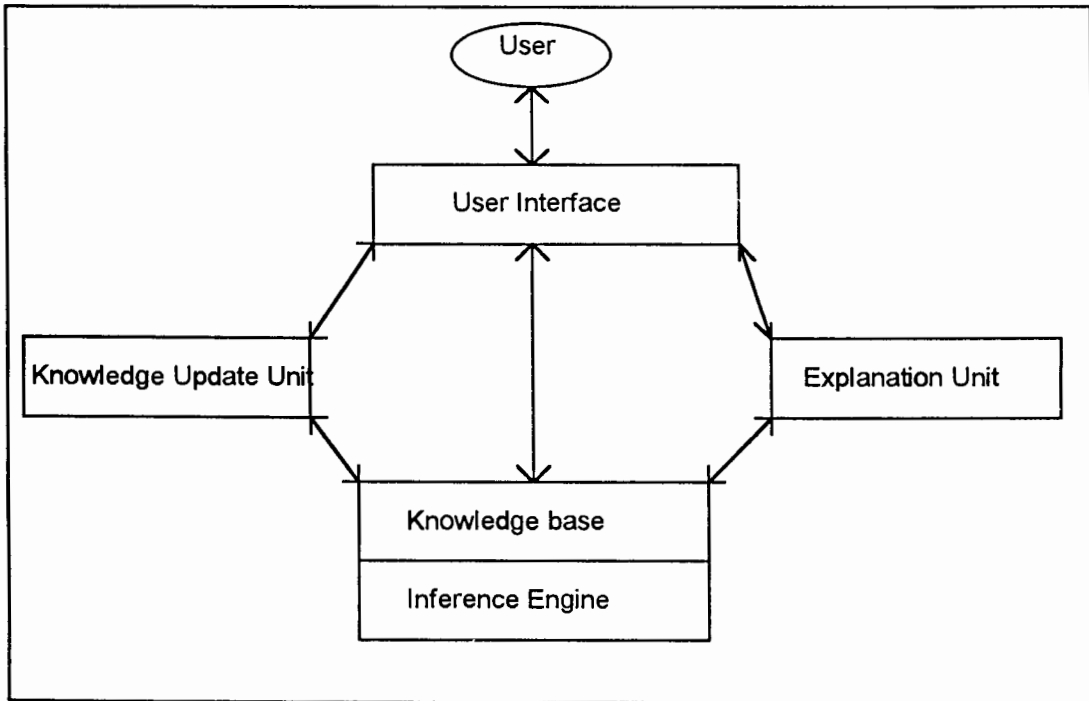 User
User Interface
Knowledge Update Unit
Explanation Unit
Knowledge base
Inference Engine